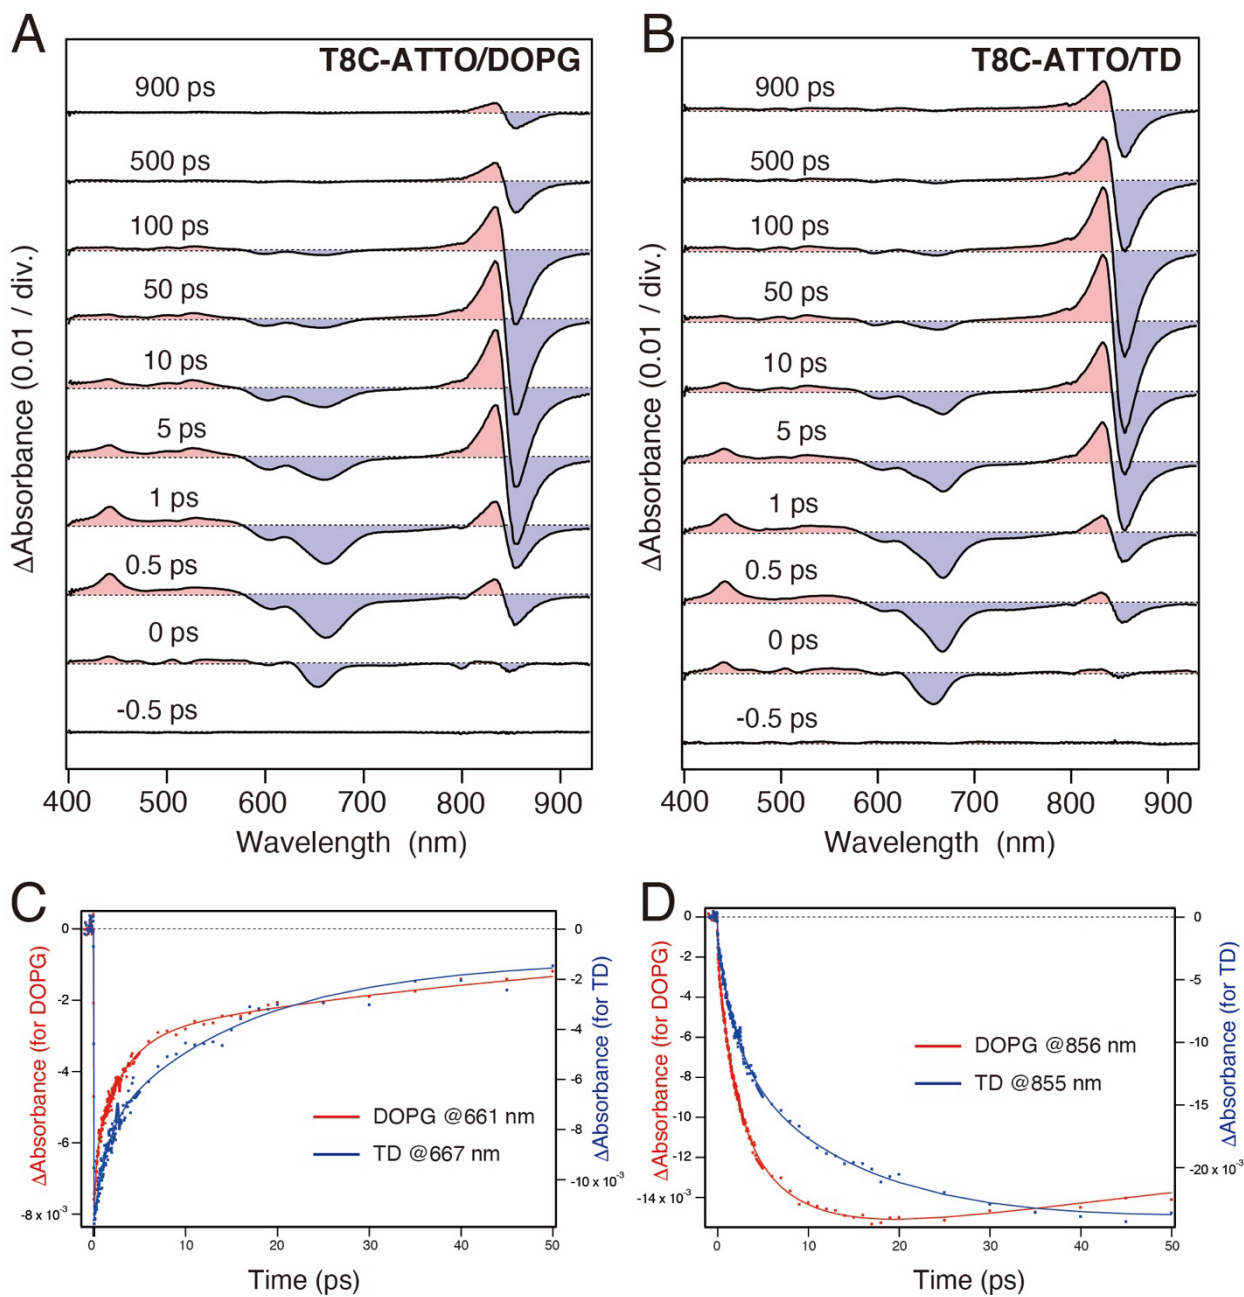 A
T8C-ATTO/DOPG
900 ps
500 ps
100 ps
50 ps
10 ps
5 ps
1 ps
0.5 ps
0 ps
-0.5 ps
ΔAbsorbance (0.01 / div.)
400 500 600 700 800 900
Wavelength (nm)
B
T8C-ATTO/TD
900 ps
500 ps
100 ps
50 ps
10 ps
5 ps
1 ps
0.5 ps
0 ps
-0.5 ps
ΔAbsorbance (0.01 / div.)
400 500 600 700 800 900
Wavelength (nm)
C
ΔAbsorbance (for DOPG)
0
-2
-4
-6
-8 x 10⁻³
DOPG @661 nm
TD @667 nm
0
-2
-4
-6
-8
-10 x 10⁻³
ΔAbsorbance (for TD)
0 10 20 30 40 50
Time (ps)
D
ΔAbsorbance (for DOPG)
0
-2
-4
-6
-8
-10
-12
-14 x 10⁻³
DOPG @856 nm
TD @855 nm
0
-5
-10
-15
-20 x 10⁻³
ΔAbsorbance (for TD)
0 10 20 30 40 50
Time (ps)